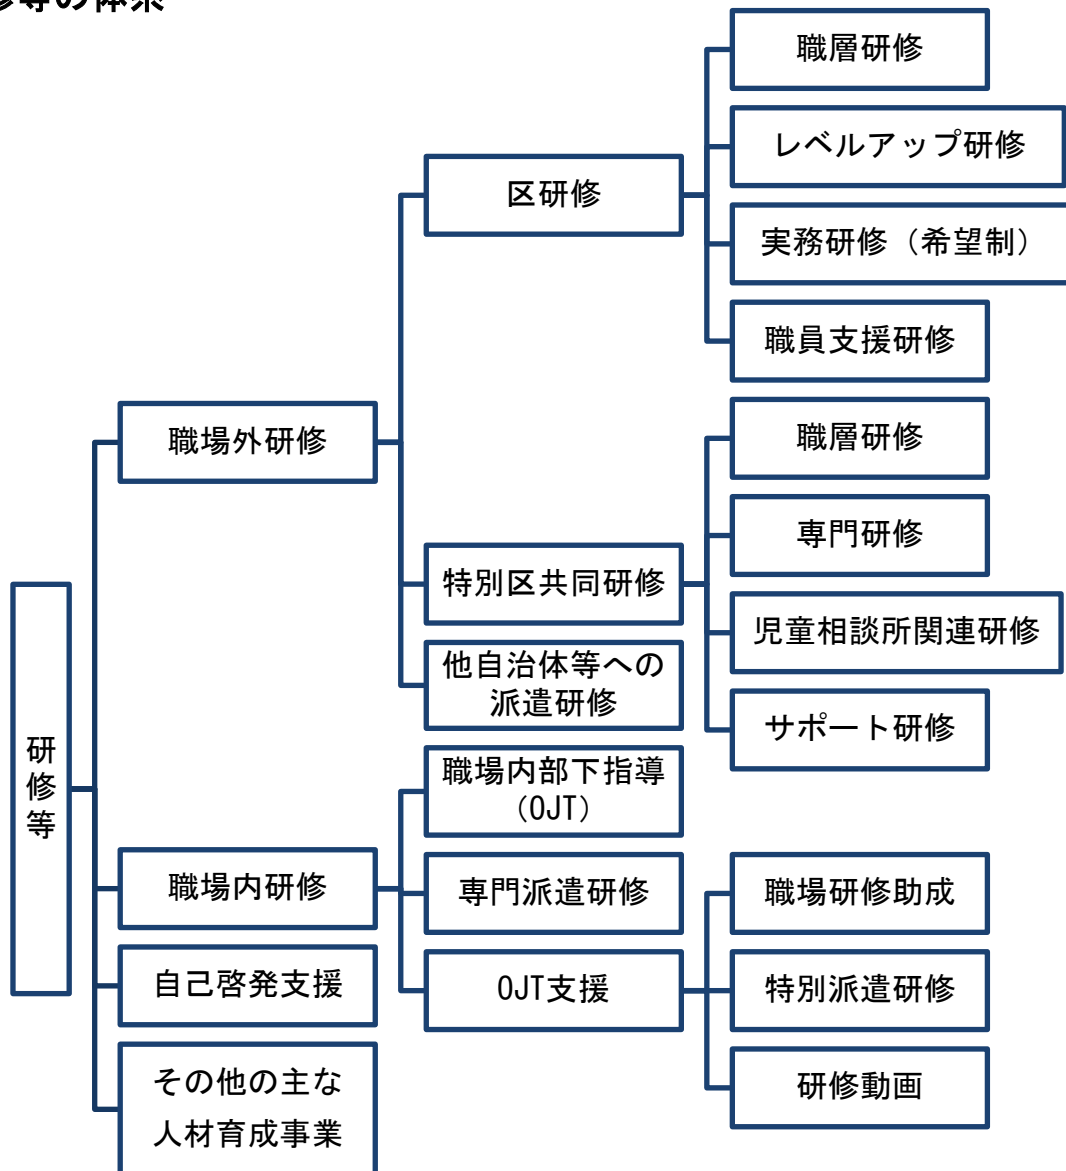 修等の体系
研修等
職場外研修
区研修
職層研修
レベルアップ研修
実務研修（希望制）
職員支援研修
特別区共同研修
職層研修
専門研修
児童相談所関連研修
サポート研修
他自治体等への
派遣研修
職場内研修
職場内部下指導
（OJT）
専門派遣研修
OJT支援
職場研修助成
特別派遣研修
研修動画
自己啓発支援
その他の主な
人材育成事業